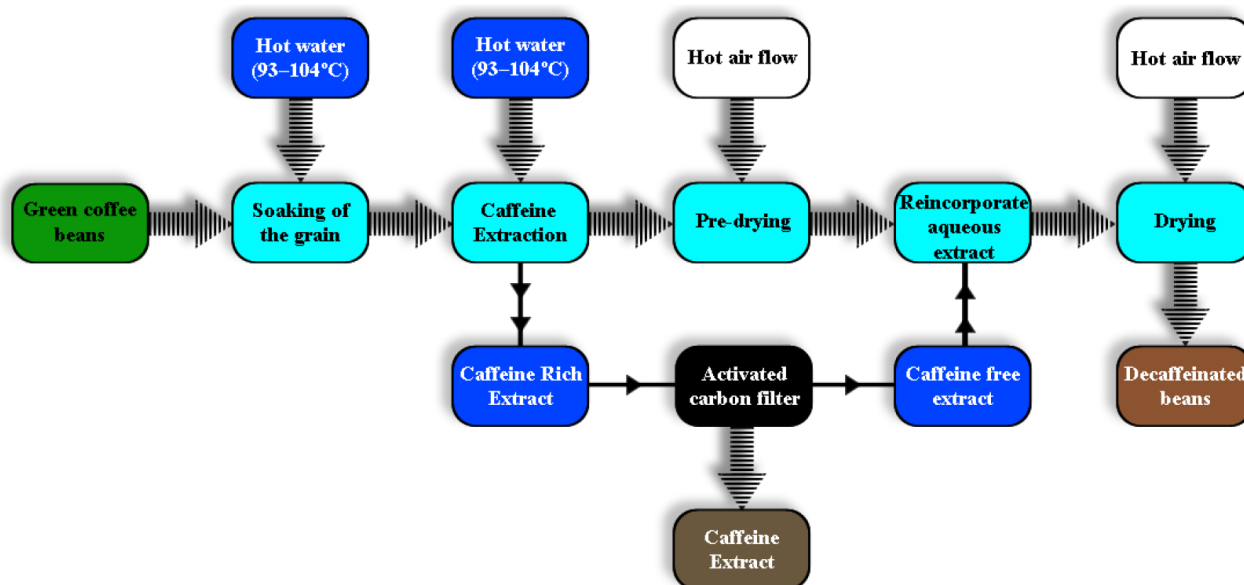 Hot water
(93–104ºC)
Hot water
(93–104ºC)
Hot air flow
Hot air flow
Green coffee
beans
Soaking of
the grain
Caffeine
Extraction
Pre-drying
Reincorporate
aqueous
extract
Drying
Caffeine Rich
Extract
Activated
carbon filter
Caffeine free
extract
Decaffeinated
beans
Caffeine
Extract